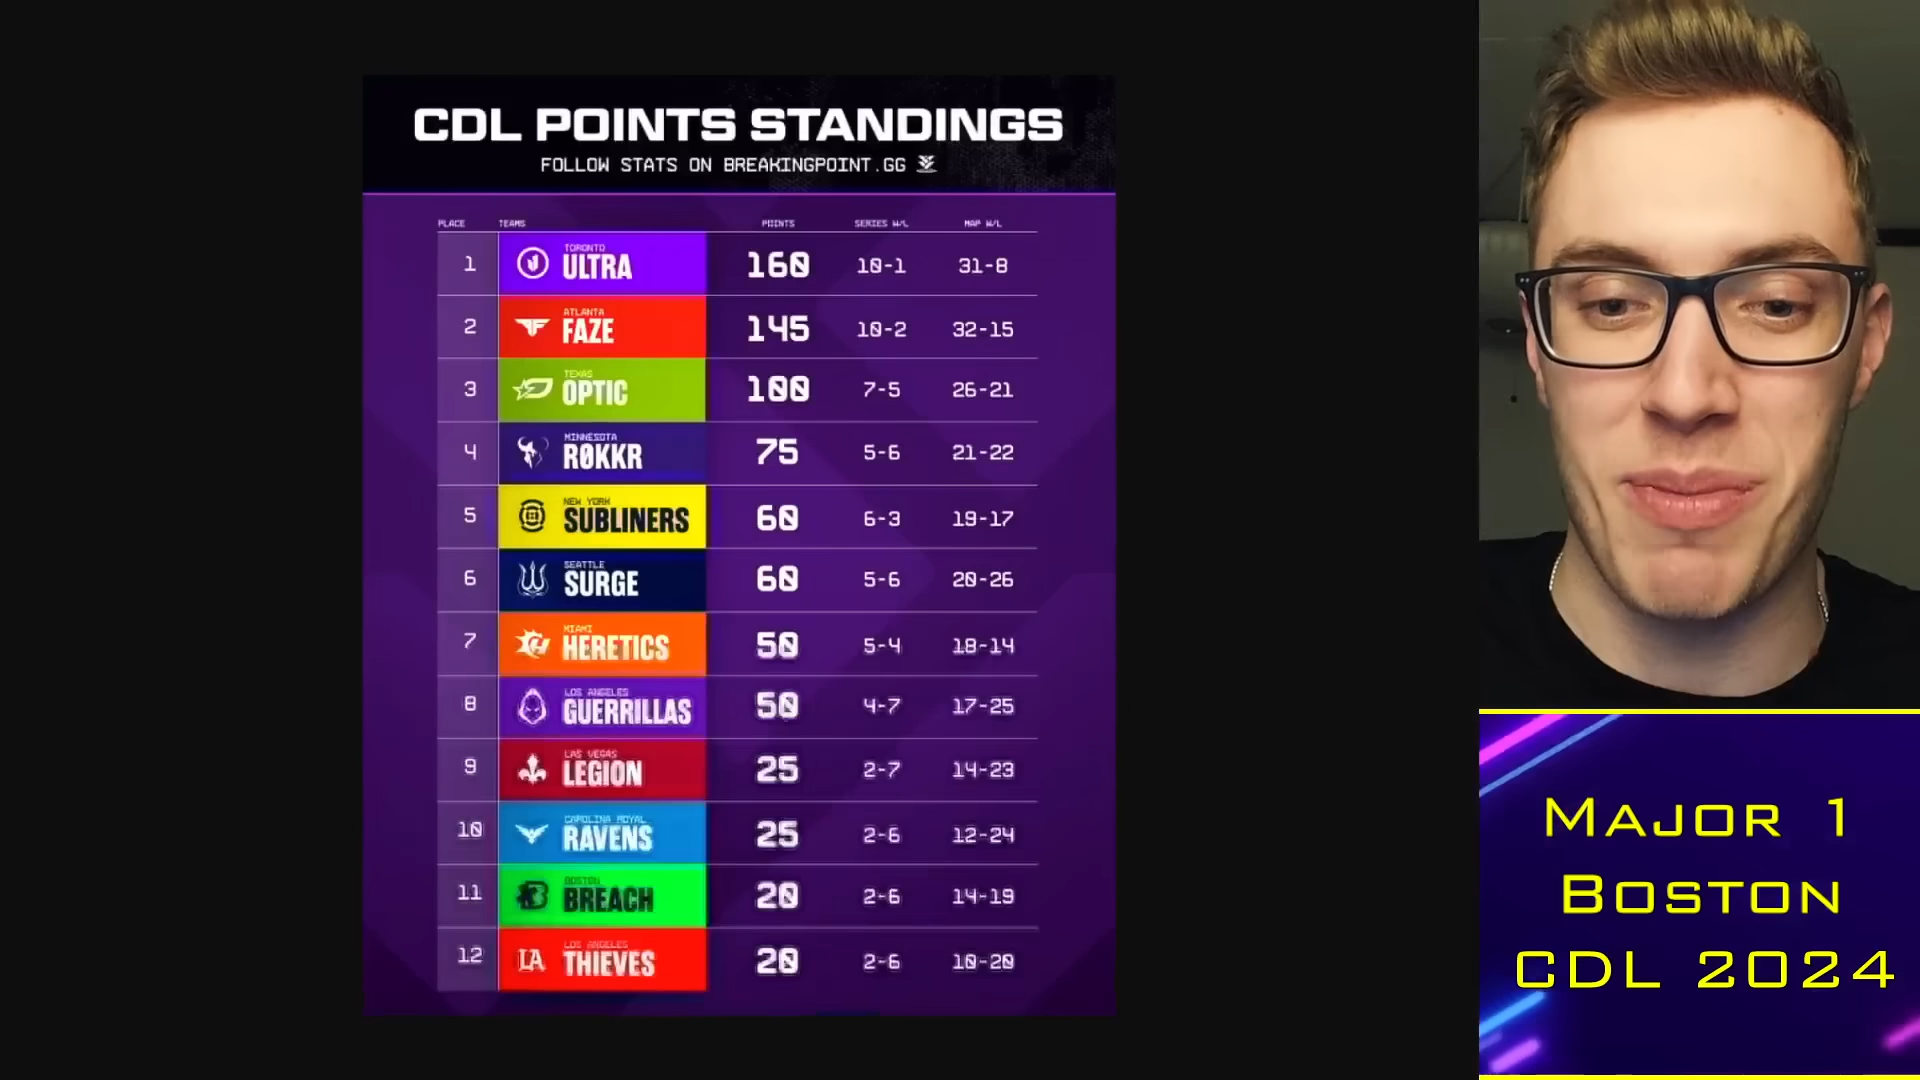 CDL POINTS STANDINGS
FOLLOW STATS ON BREAKINGPOINT.GG
PLACE TEAMS POINTS SERIES W/L MAP W/L
1 TORONTO ULTRA 160 10-1 31-8
2 ATLANTA FAZE 145 10-2 32-15
3 TEXAS OPTIC 100 7-5 26-21
4 MINNESOTA RØKKR 75 5-6 21-22
5 NEW YORK SUBLINERS 60 6-3 19-17
6 SEATTLE SURGE 60 5-6 20-26
7 MIAMI HERETICS 50 5-4 18-14
8 LOS ANGELES GUERRILLAS 50 4-7 17-25
9 LAS VEGAS LEGION 25 2-7 14-23
10 CAROLINA ROYAL RAVENS 25 2-6 12-24
11 BOSTON BREACH 20 2-6 14-19
12 LA LOS ANGELES THIEVES 20 2-6 10-20
MAJOR 1
BOSTON
CDL 2024